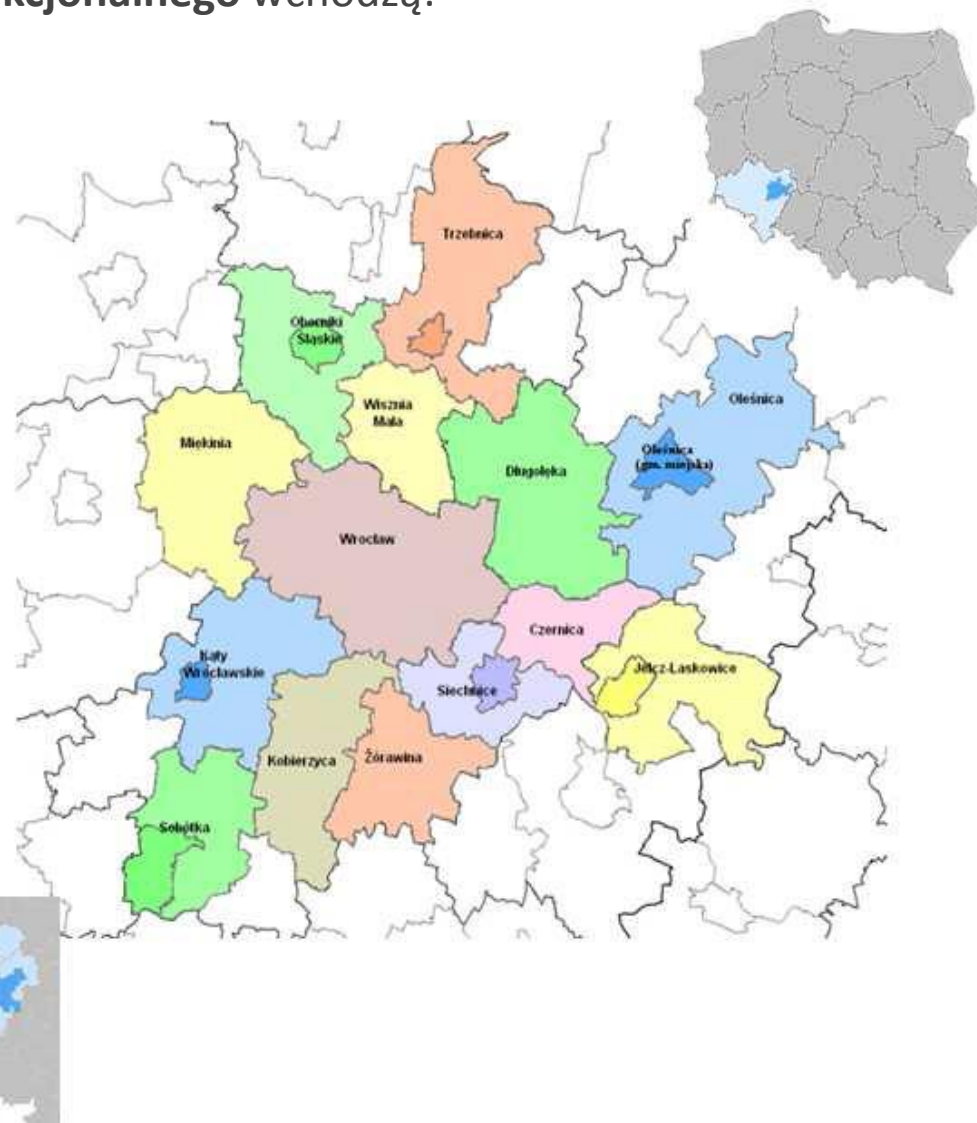 kcjonalnego wchodzą:
Trzebnica
Oborniki
Śląskie
Wisznia
Mała
Oleśnica
Miękinia
Oleśnica
(gm. miejska)
Długołęka
Wrocław
Czernica
Kąty
Wrocławskie
Jelcz-Laskowice
Siechnice
Kobierzyca
Żórawina
Sobótka